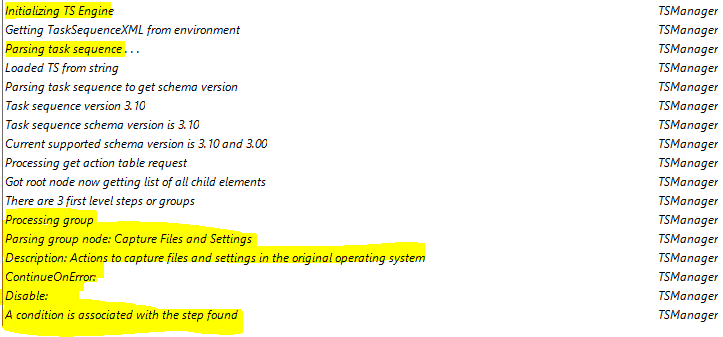 Initializing TS Engine TSManager
Getting TaskSequenceXML from environment TSManager
Parsing task sequence . . . TSManager
Loaded TS from string TSManager
Parsing task sequence to get schema version TSManager
Task sequence version 3.10 TSManager
Task sequence schema version is 3.10 TSManager
Current supported schema version is 3.10 and 3.00 TSManager
Processing get action table request TSManager
Got root node now getting list of all child elements TSManager
There are 3 first level steps or groups TSManager
Processing group TSManager
Parsing group node: Capture Files and Settings TSManager
Description: Actions to capture files and settings in the original operating system TSManager
ContinueOnError: TSManager
Disable: TSManager
A condition is associated with the step found TSManager